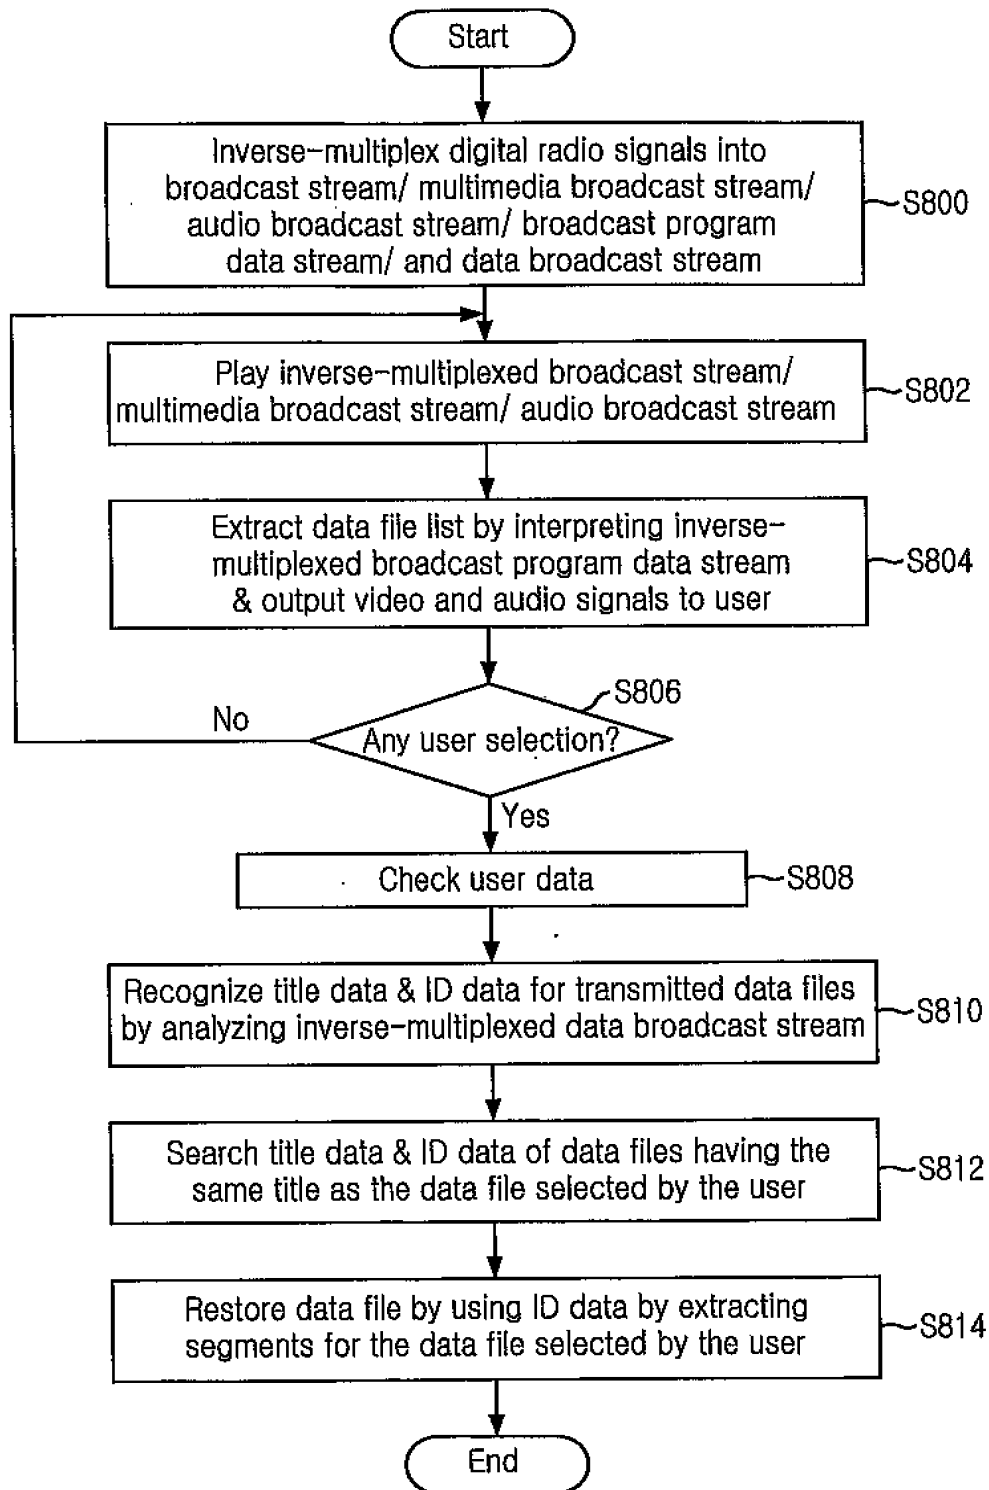 Start
Inverse-multiplex digital radio signals into
broadcast stream/ multimedia broadcast stream/
audio broadcast stream/ broadcast program
data stream/ and data broadcast stream
S800
Play inverse-multiplexed broadcast stream/
multimedia broadcast stream/ audio broadcast stream
S802
Extract data file list by interpreting inverse-
multiplexed broadcast program data stream
& output video and audio signals to user
S804
S806
No
Any user selection?
Yes
Check user data
S808
Recognize title data & ID data for transmitted data files
by analyzing inverse-multiplexed data broadcast stream
S810
Search title data & ID data of data files having the
same title as the data file selected by the user
S812
Restore data file by using ID data by extracting
segments for the data file selected by the user
S814
End